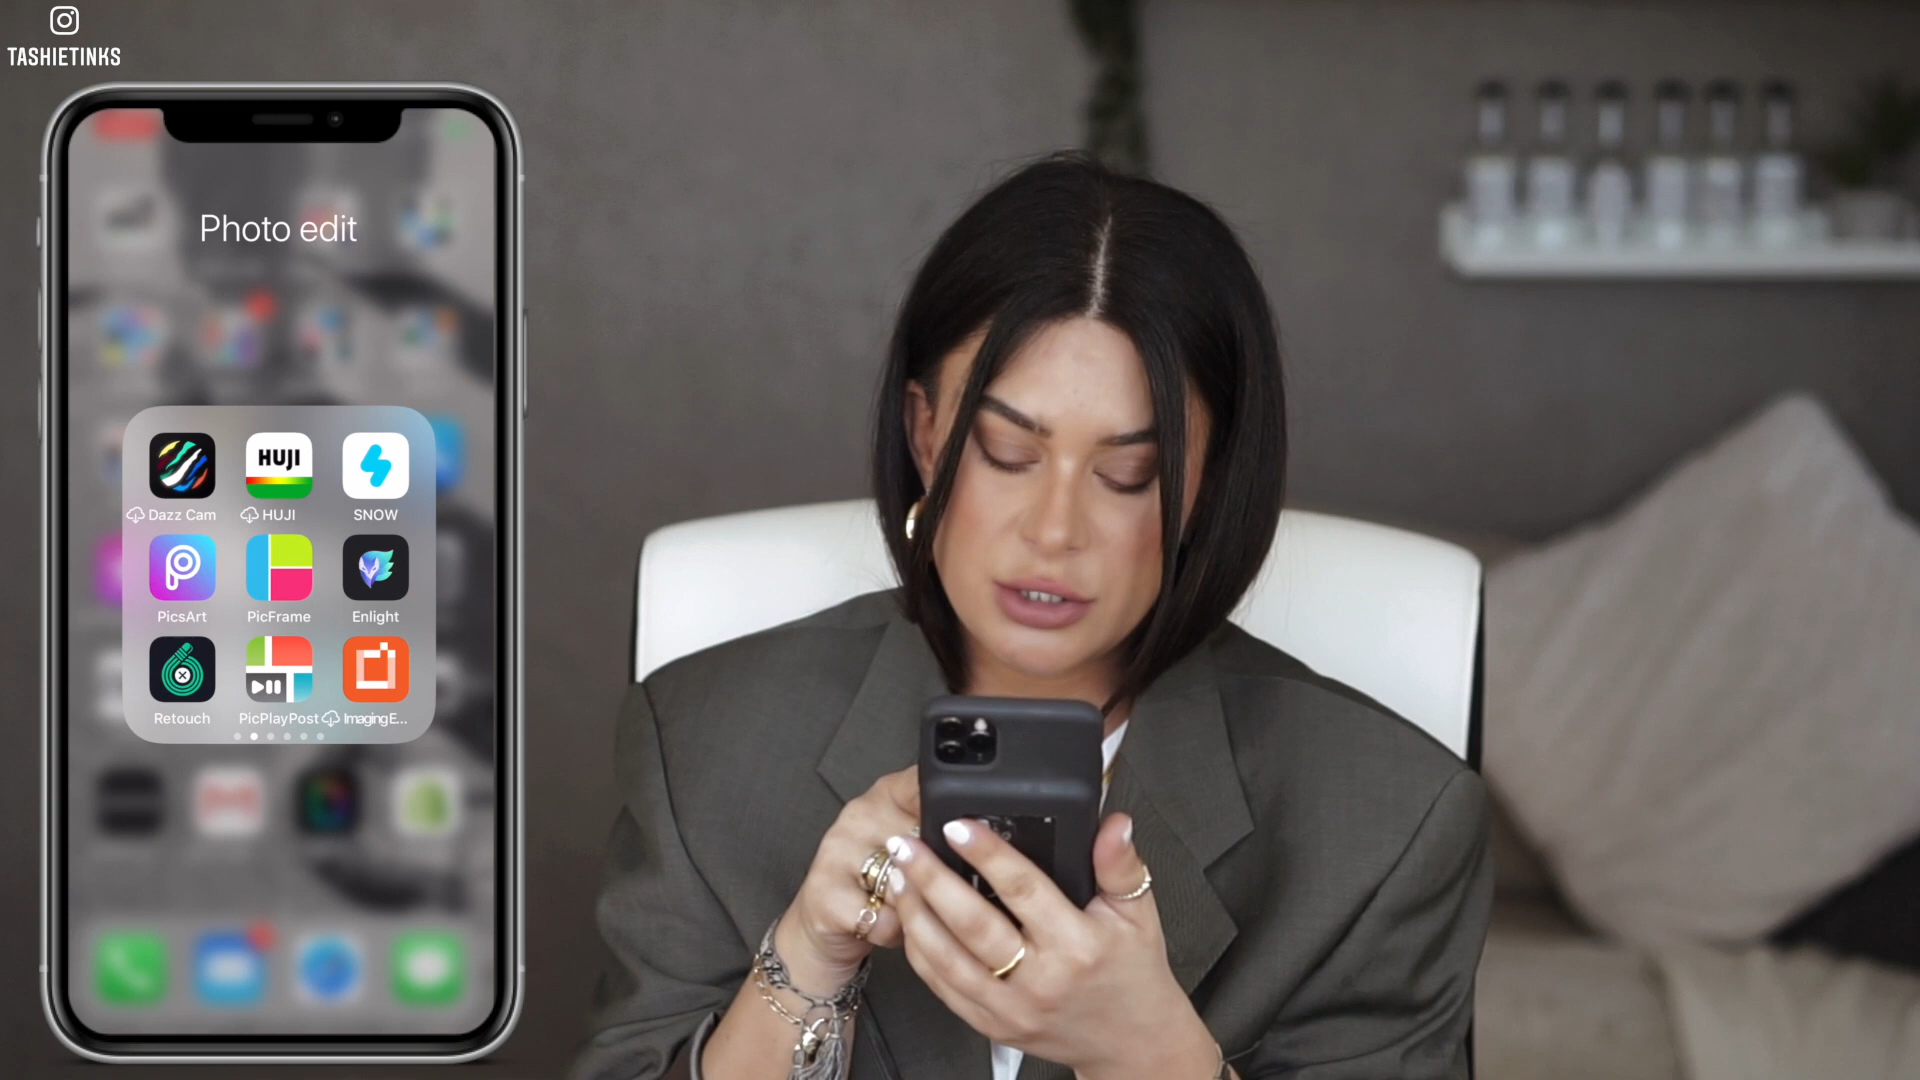 TASHIETINKS
Photo edit
HUJI
Dazz Cam
HUJI
SNOW
PicsArt
PicFrame
Enlight
Retouch
PicPlayPost
ImagingE...